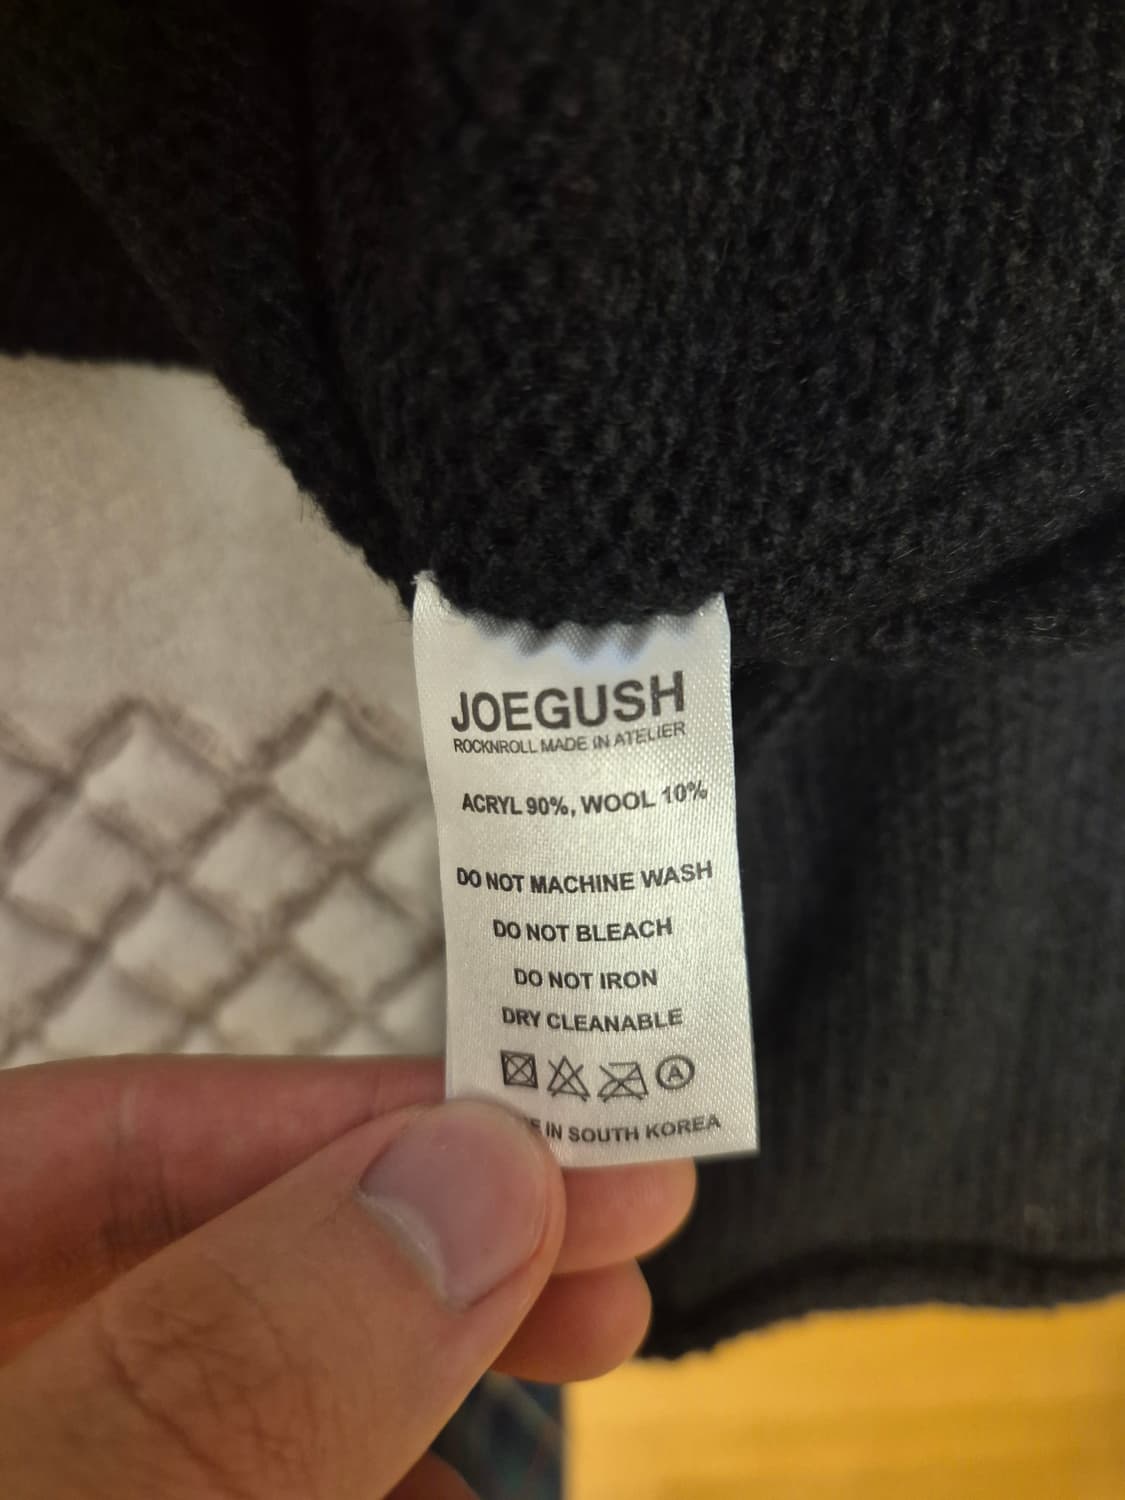 JOEGUSH
ROCKNROLL MADE IN ATELIER
ACRYL 90%, WOOL 10%
DO NOT MACHINE WASH
DO NOT BLEACH
DO NOT IRON
DRY CLEANABLE
A
IN SOUTH KOREA